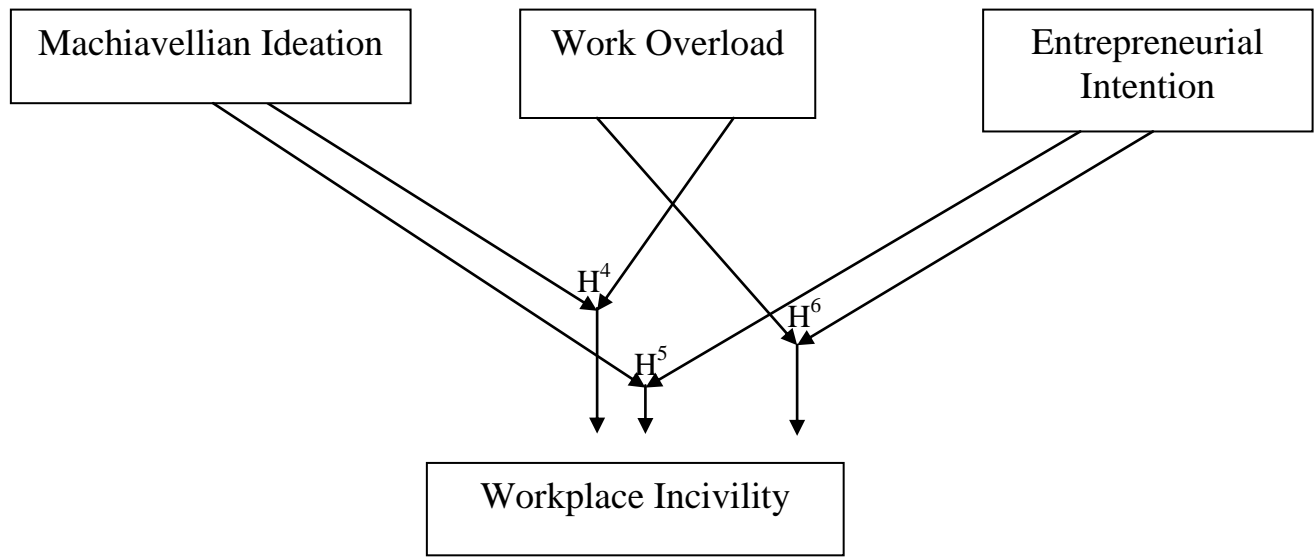 Machiavellian Ideation
Work Overload
Entrepreneurial
Intention
H⁴
H⁶
H⁵
Workplace Incivility